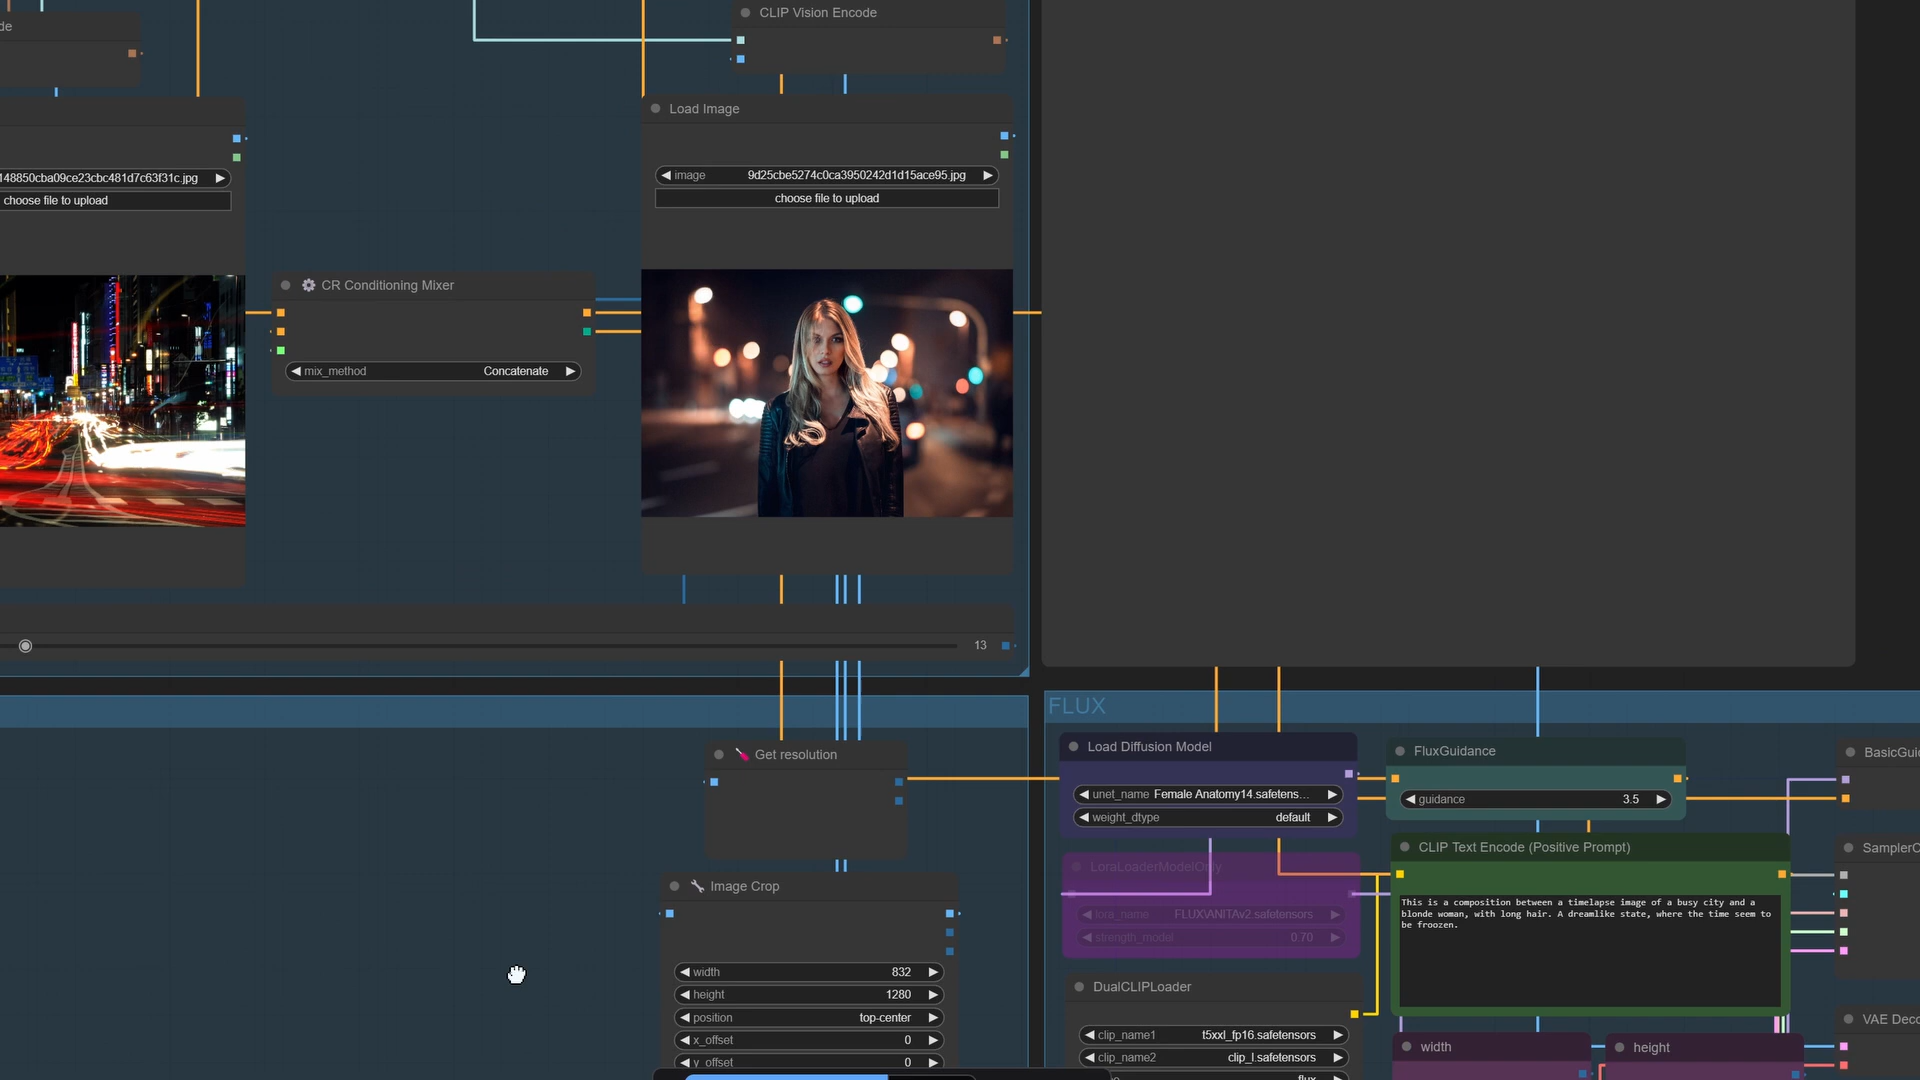 de
CLIP Vision Encode
Load Image
image 9d25cbe5274c0ca3950242d1d15ace95.jpg
choose file to upload
148850cba09ce23cbc481d7c63f31c.jpg
choose file to upload
CR Conditioning Mixer
mix_method Concatenate
13
Get resolution
Image Crop
width 832
height 1280
position top-center
x_offset 0
y_offset 0
FLUX
Load Diffusion Model
unet_name Female Anatomy14.safetens...
weight_dtype default
LoraLoaderModelOnly
lora_name FLUX\ANITAv2.safetensors
strength_model 0.70
DualCLIPLoader
clip_name1 t5xxl_fp16.safetensors
clip_name2 clip_l.safetensors
flux
FluxGuidance
guidance 3.5
CLIP Text Encode (Positive Prompt)
This is a composition between a timelapse image of a busy city and a
blonde woman, with long hair. A dreamlike state, where the time seem to
be froozen.
width
height
BasicGui
SamplerC
VAE Deco